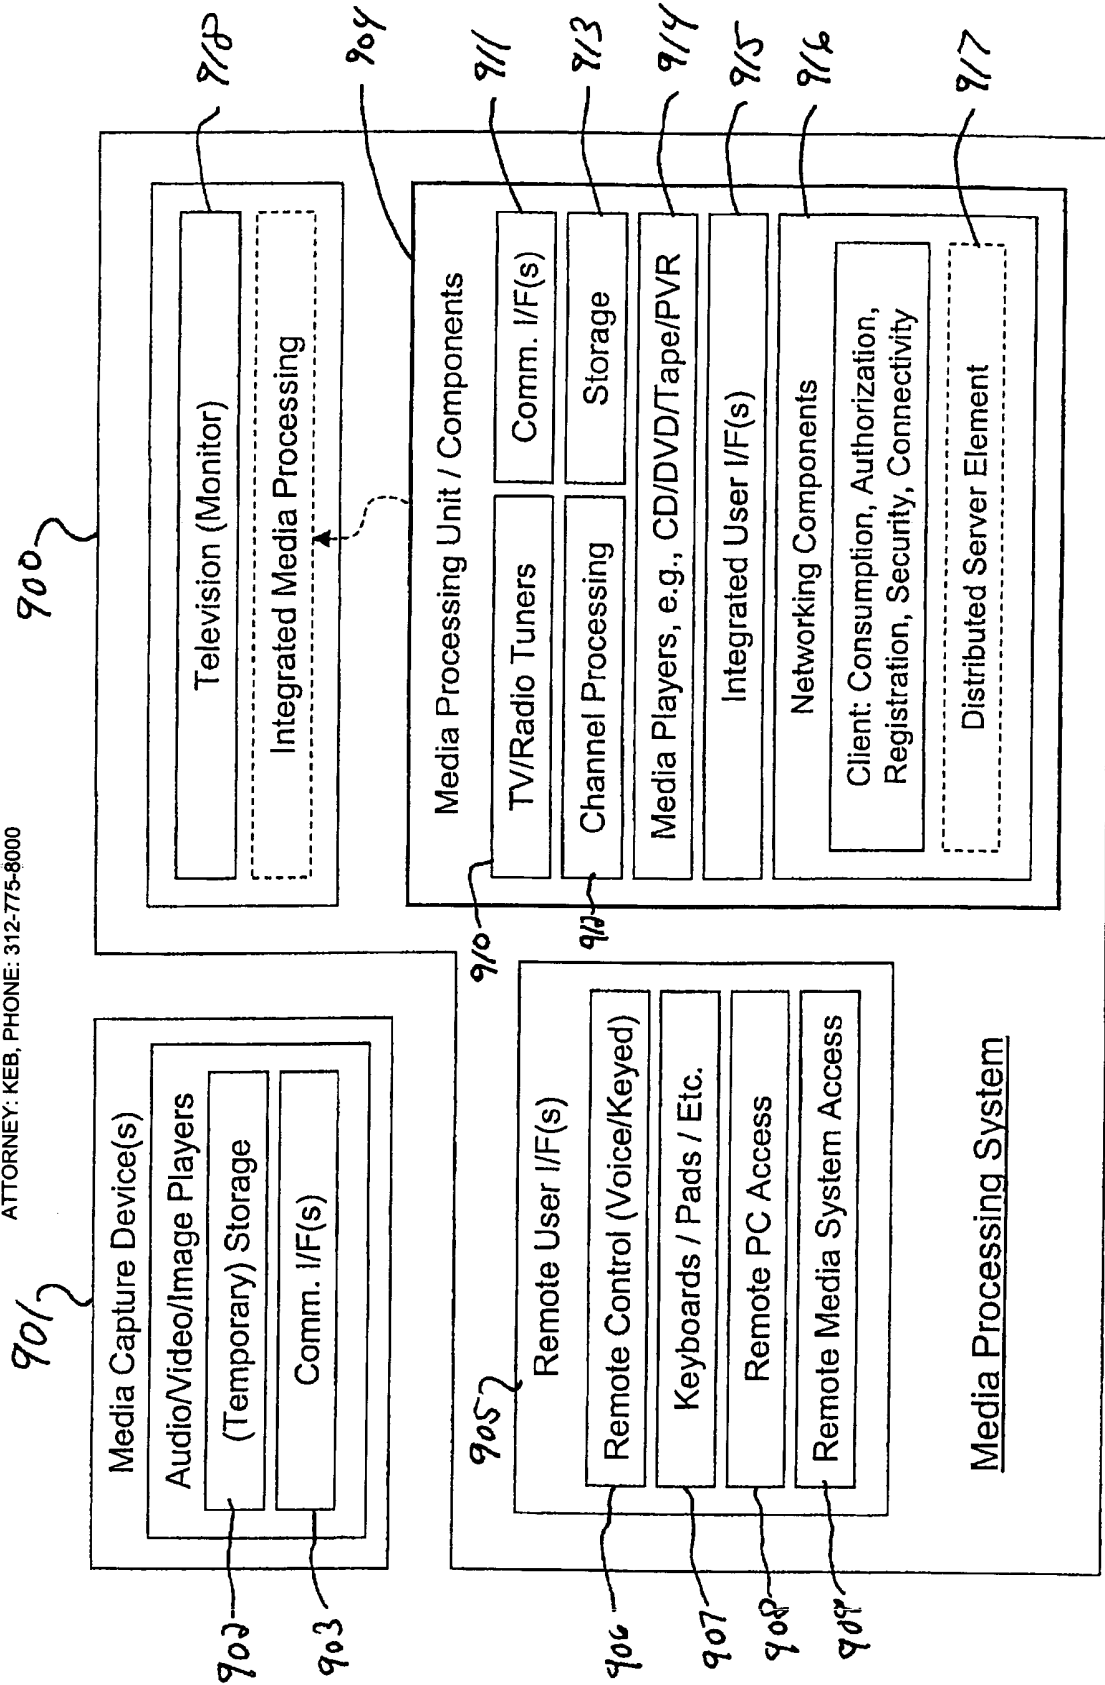 ATTORNEY: KEB, PHONE: 312-775-8000
901
Media Capture Device(s)
Audio/Video/Image Players
(Temporary) Storage
Comm. I/F(s)
902
903
900
Television (Monitor)
Integrated Media Processing
918
904
Media Processing Unit / Components
TV/Radio Tuners
Comm. I/F(s)
910
911
Channel Processing
Storage
912
913
Media Players, e.g., CD/DVD/Tape/PVR
914
Integrated User I/F(s)
915
Networking Components
916
Client: Consumption, Authorization,
Registration, Security, Connectivity
Distributed Server Element
917
905
Remote User I/F(s)
Remote Control (Voice/Keyed)
906
Keyboards / Pads / Etc.
907
Remote PC Access
908
Remote Media System Access
909
Media Processing System